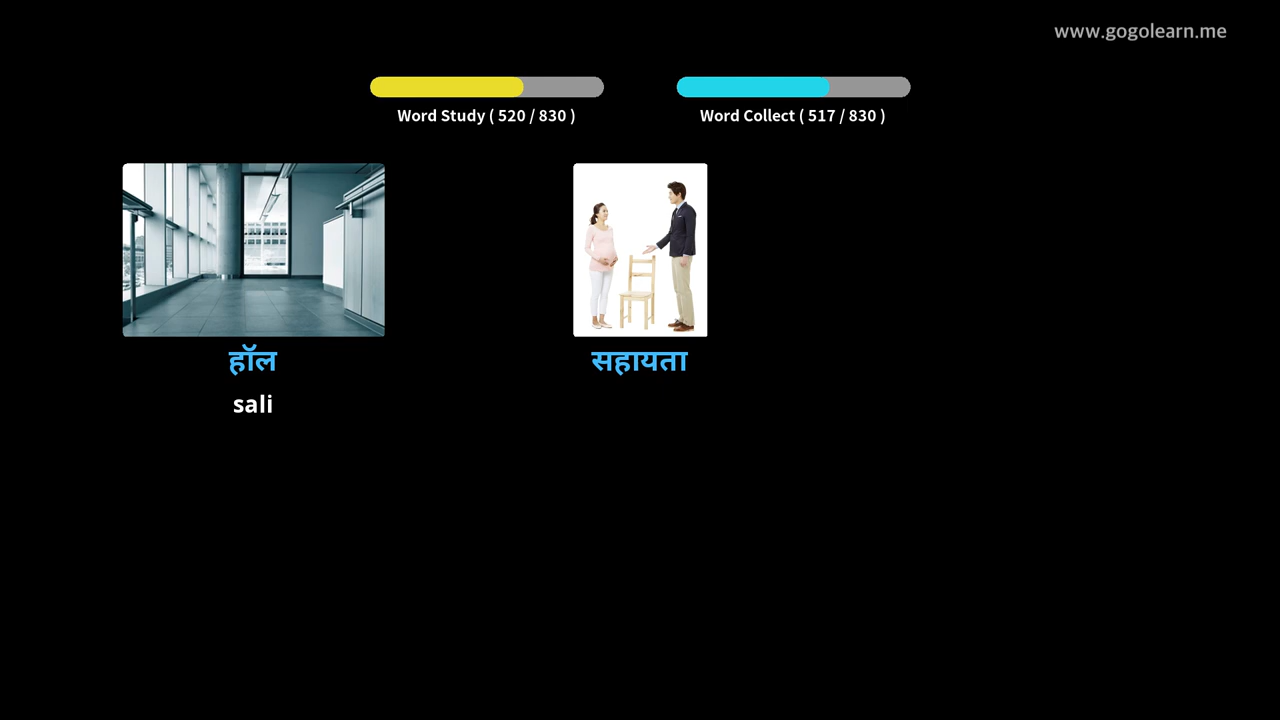 www.gogolearn.me
Word Study ( 520 / 830 )
Word Collect ( 517 / 830 )
हॉल
सहायता
sali